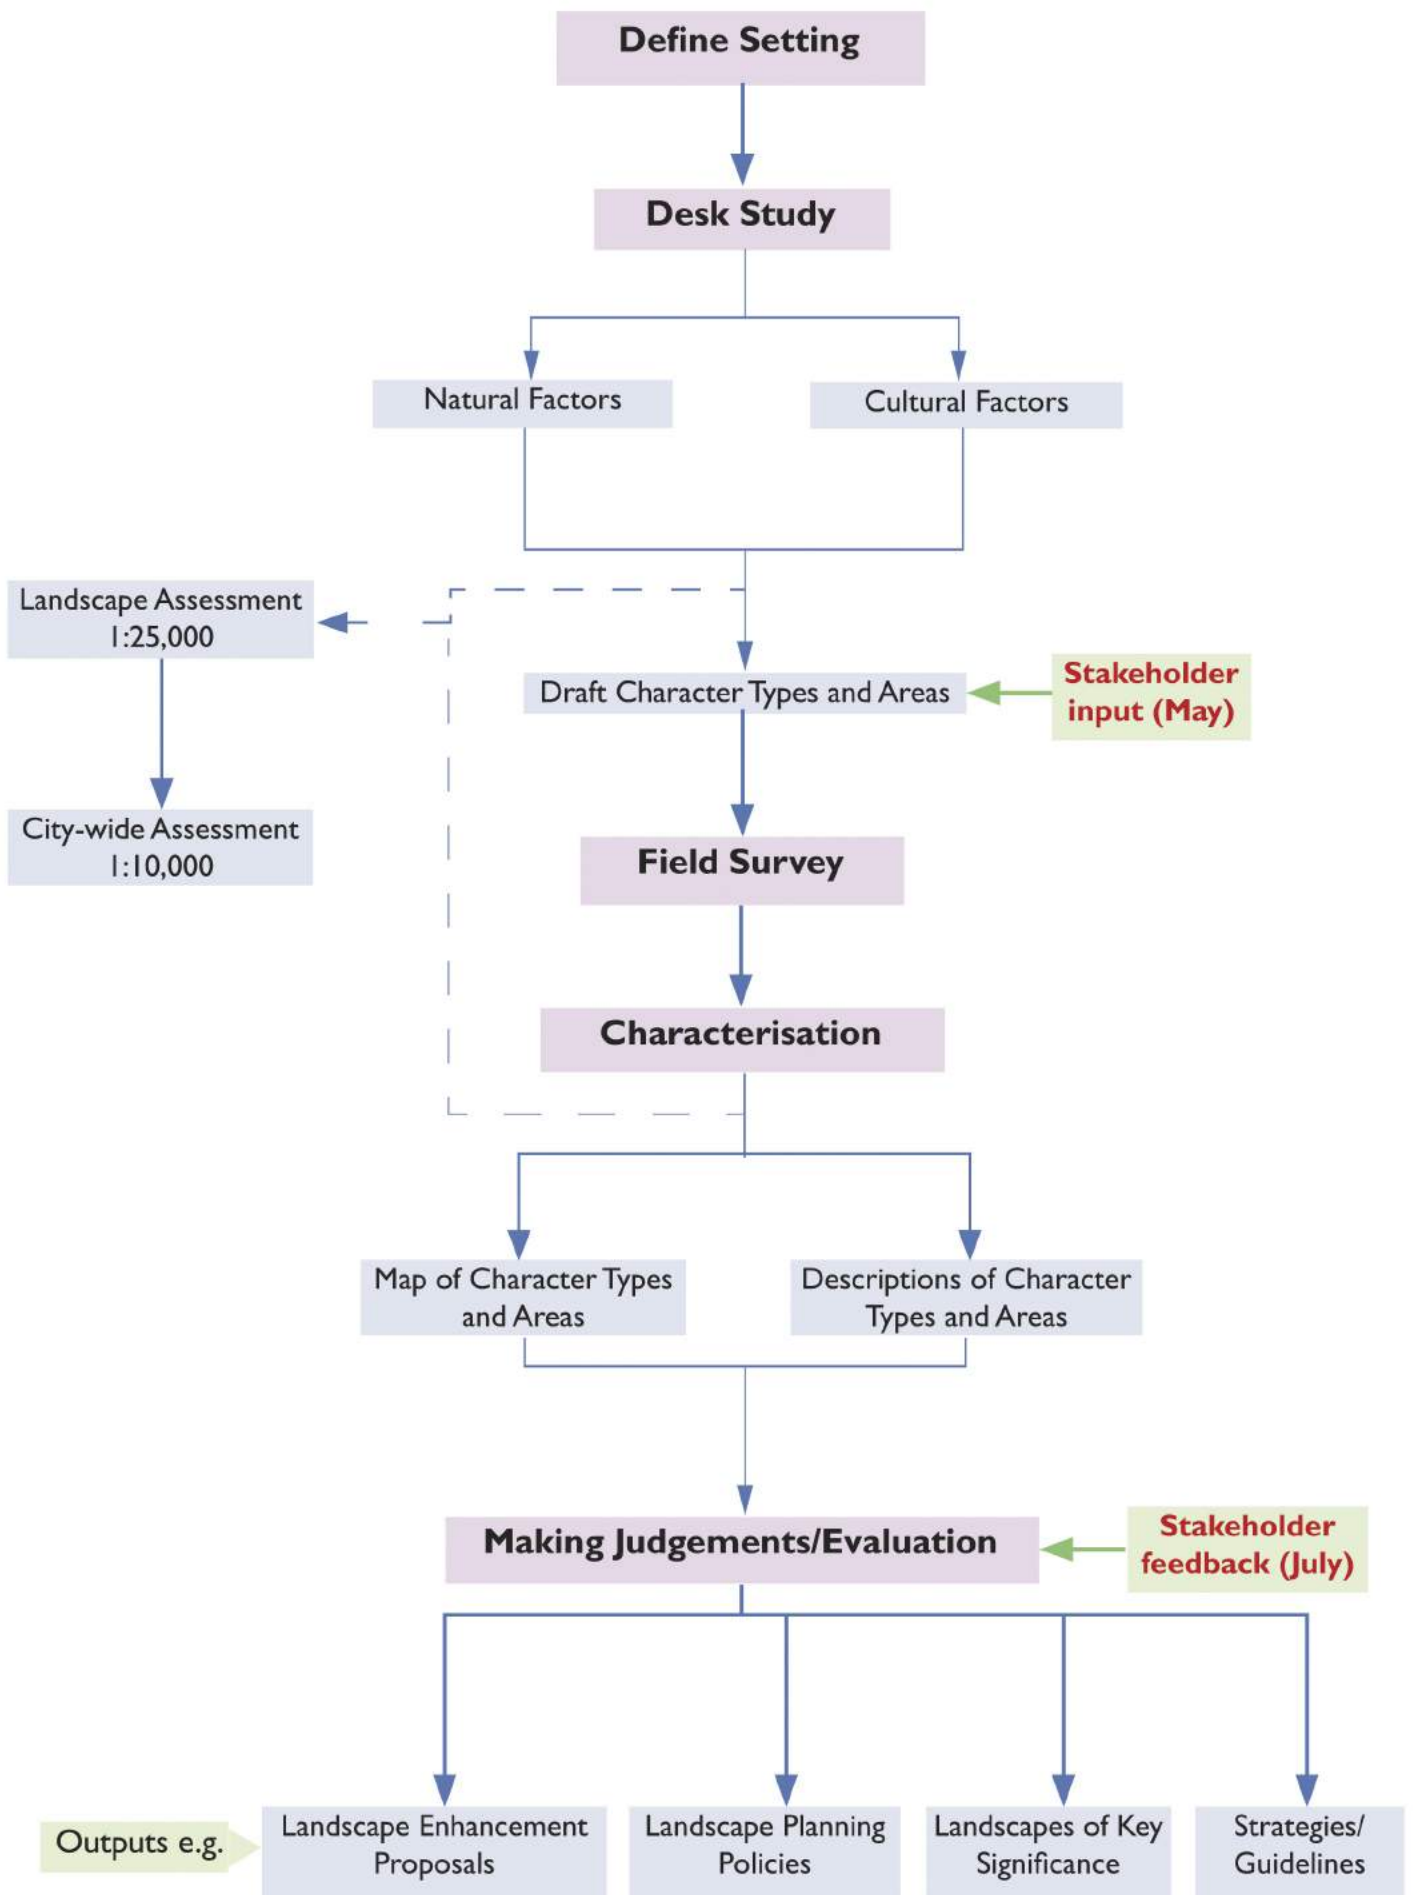 Define Setting
Desk Study
Natural Factors
Cultural Factors
Landscape Assessment
1:25,000
Stakeholder
input (May)
Draft Character Types and Areas
City-wide Assessment
1:10,000
Field Survey
Characterisation
Map of Character Types
and Areas
Descriptions of Character
Types and Areas
Making Judgements/Evaluation
Stakeholder
feedback (July)
Outputs e.g.
Landscape Enhancement
Proposals
Landscape Planning
Policies
Landscapes of Key
Significance
Strategies/
Guidelines